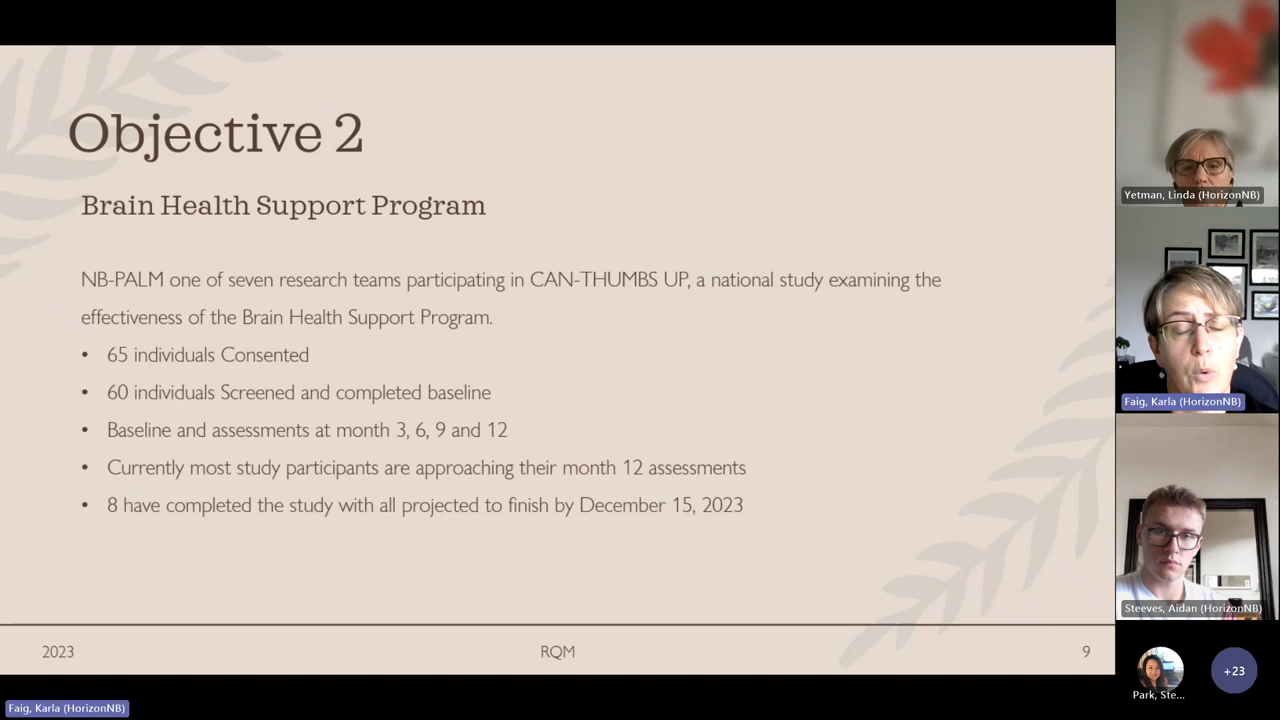 Objective 2
Brain Health Support Program
NB-PALM one of seven research teams participating in CAN-THUMBS UP, a national study examining the
effectiveness of the Brain Health Support Program.
• 65 individuals Consented
• 60 individuals Screened and completed baseline
• Baseline and assessments at month 3, 6, 9 and 12
• Currently most study participants are approaching their month 12 assessments
• 8 have completed the study with all projected to finish by December 15, 2023
2023
RQM
9
Faig, Karla (HorizonNB)
Yetman, Linda (HorizonNB)
Faig, Karla (HorizonNB)
Steeves, Aidan (HorizonNB)
Park, Ste...
+23